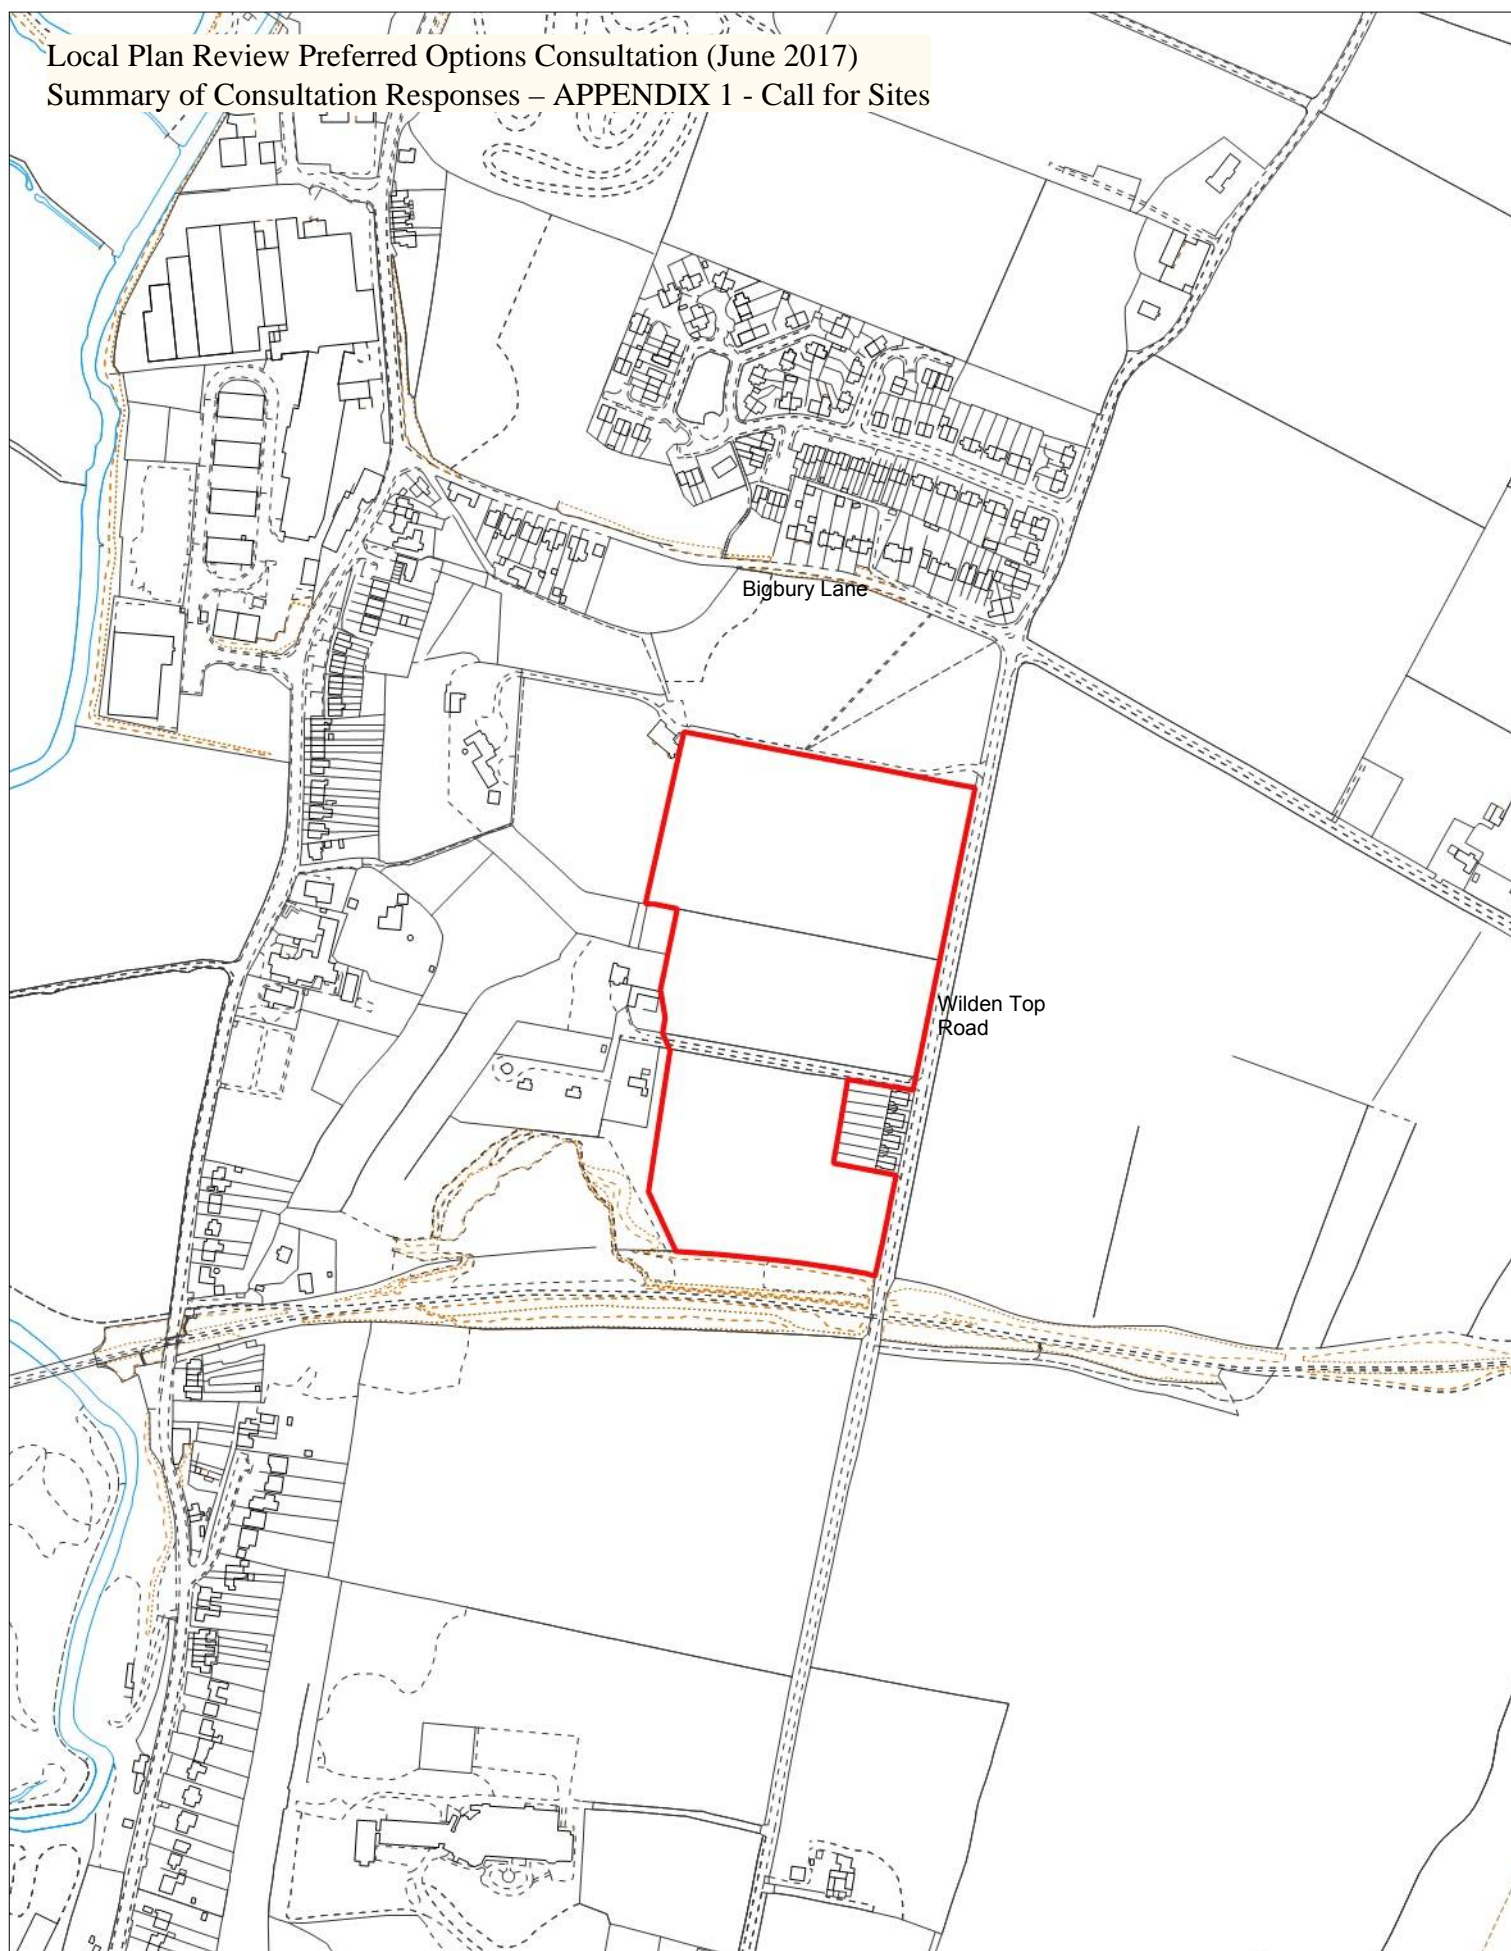 Local Plan Review Preferred Options Consultation (June 2017)
Summary of Consultation Responses – APPENDIX 1 - Call for Sites
Bigbury Lane
Wilden Top
Road